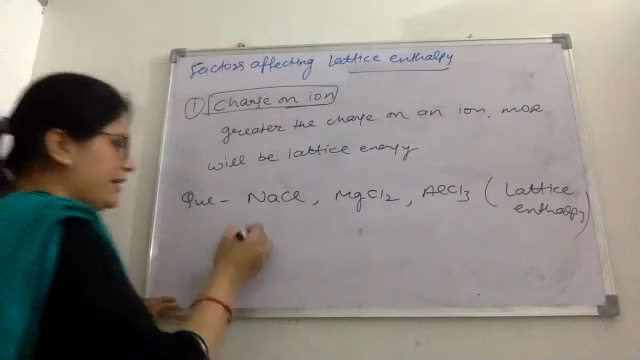 Factors affecting Lattice enthalpy
① Charge on ion
greater the charge on an ion, more
will be lattice energy
Que - NaCl, MgCl2, AlCl3 (Lattice
enthalpy)